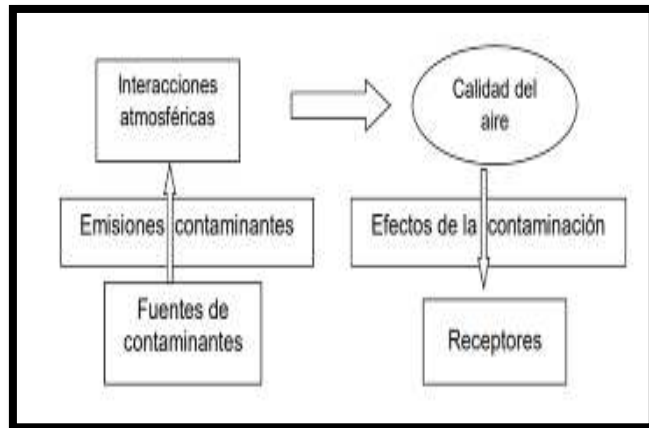 Interacciones
atmosféricas
Calidad del
aire
Emisiones contaminantes
Efectos de la contaminación
Fuentes de
contaminantes
Receptores